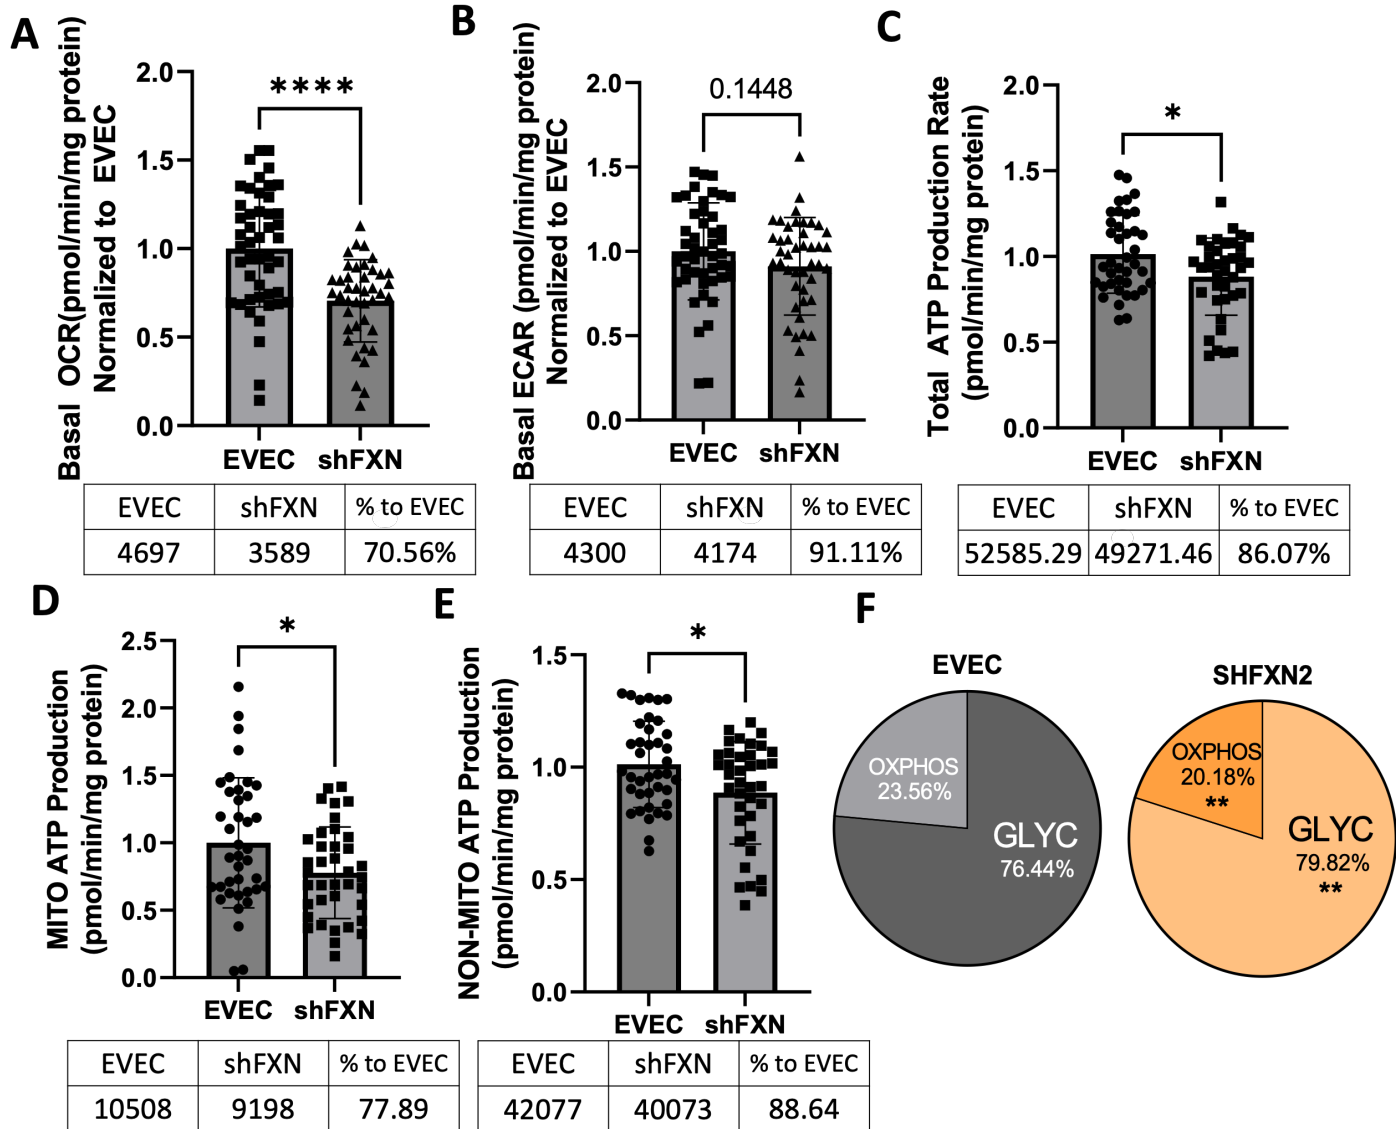 A
Basal OCR(pmol/min/mg protein)
Normalized to EVEC
2.0
1.5
1.0
0.5
0.0
****
EVEC shFXN
EVEC shFXN % to EVEC
4697 3589 70.56%
B
Basal ECAR (pmol/min/mg protein)
Normalized to EVEC
2.0
1.5
1.0
0.5
0.0
0.1448
EVEC shFXN
EVEC shFXN % to EVEC
4300 4174 91.11%
C
Total ATP Production Rate
(pmol/min/mg protein)
2.0
1.5
1.0
0.5
0.0
*
EVEC shFXN
EVEC shFXN % to EVEC
52585.29 49271.46 86.07%
D
MITO ATP Production
(pmol/min/mg protein)
2.5
2.0
1.5
1.0
0.5
0.0
*
EVEC shFXN
EVEC shFXN % to EVEC
10508 9198 77.89
E
NON-MITO ATP Production
(pmol/min/mg protein)
1.5
1.0
0.5
0.0
*
EVEC shFXN
EVEC shFXN % to EVEC
42077 40073 88.64
F
EVEC
OXPHOS
23.56%
GLYC
76.44%
SHFXN2
OXPHOS
20.18%
**
GLYC
79.82%
**